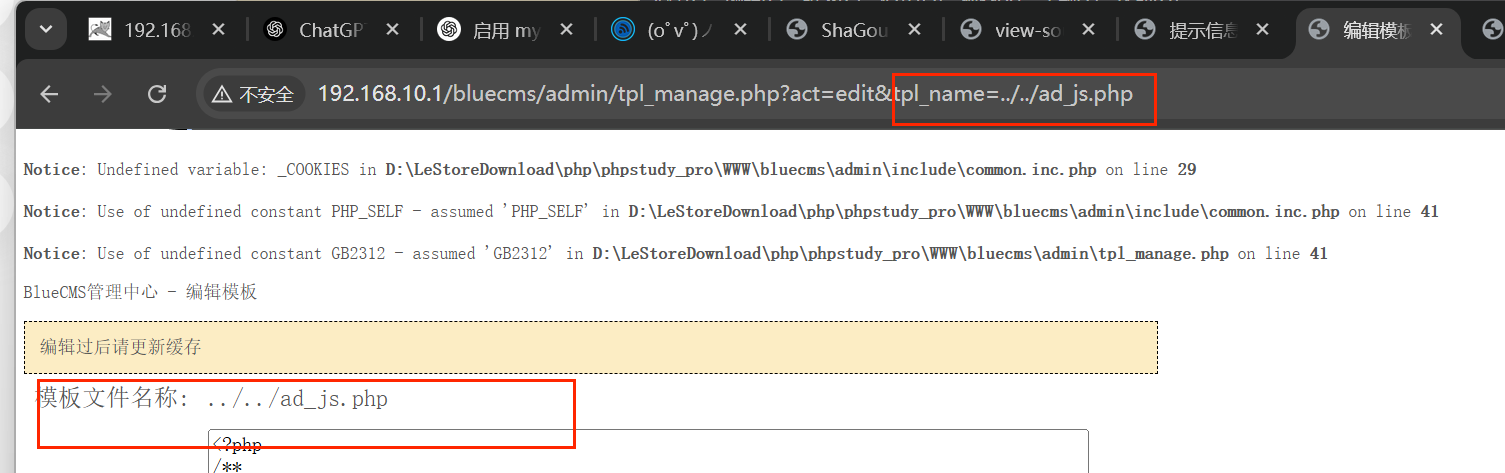 192.168
ChatGP
启用 my
(oﾟvﾟ)ノ
ShaGou
view-so
提示信息
编辑模板
不安全 192.168.10.1/bluecms/admin/tpl_manage.php?act=edit&tpl_name=../../ad_js.php
Notice: Undefined variable: _COOKIES in D:\LeStoreDownload\php\phpstudy_pro\WWW\bluecms\admin\include\common.inc.php on line 29
Notice: Use of undefined constant PHP_SELF - assumed 'PHP_SELF' in D:\LeStoreDownload\php\phpstudy_pro\WWW\bluecms\admin\include\common.inc.php on line 41
Notice: Use of undefined constant GB2312 - assumed 'GB2312' in D:\LeStoreDownload\php\phpstudy_pro\WWW\bluecms\admin\tpl_manage.php on line 41
BlueCMS管理中心 - 编辑模板
编辑过后请更新缓存
模板文件名称: ../../ad_js.php
<?php
/**